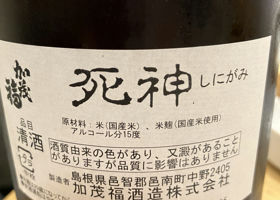 加茂福
死神 しにがみ
原材料：米(国産米)、米麹(国産米使用)
アルコール分15度
品目
清酒
酒質由来の色があり、又澱があること
がありますが品質に影響はありません
製造者：島根県邑智郡邑南町中野2405
加茂福酒造株式会社